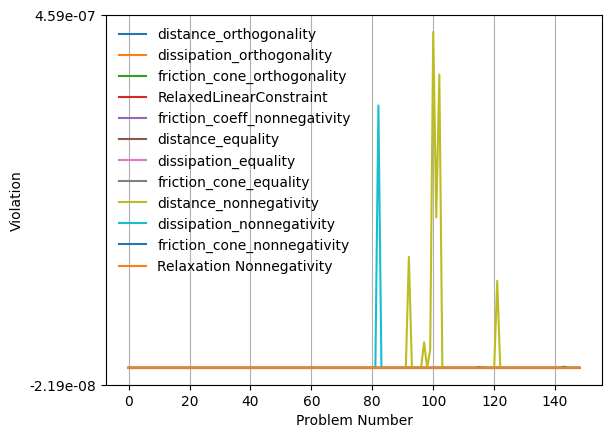 4.59e-07
distance_orthogonality
dissipation_orthogonality
friction_cone_orthogonality
RelaxedLinearConstraint
friction_coeff_nonnegativity
distance_equality
dissipation_equality
friction_cone_equality
distance_nonnegativity
dissipation_nonnegativity
friction_cone_nonnegativity
Relaxation Nonnegativity
Violation
-2.19e-08
0 20 40 60 80 100 120 140
Problem Number